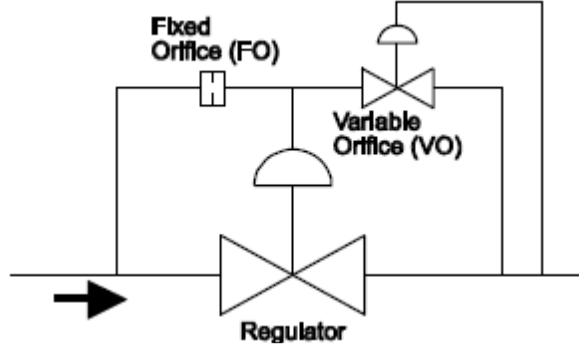 Fixed
Orifice (FO)
Variable
Orifice (VO)
Regulator